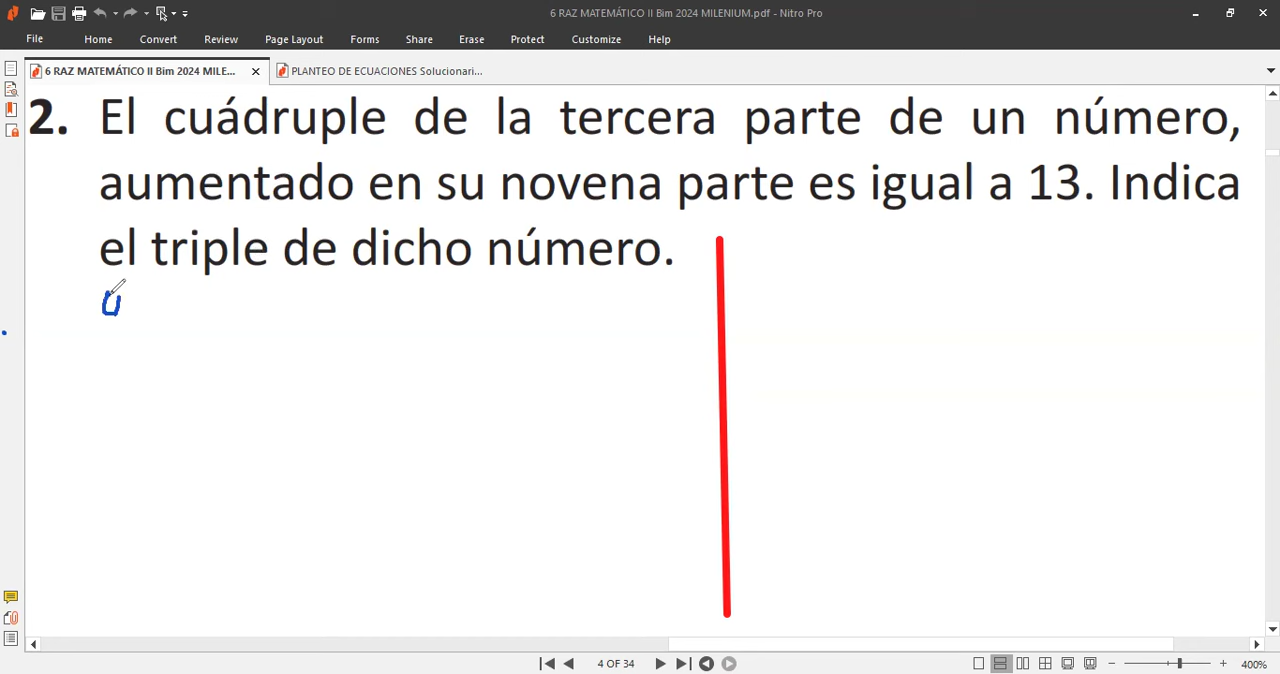 6 RAZ MATEMÁTICO II Bim 2024 MILENIUM.pdf - Nitro Pro
File Home Convert Review Page Layout Forms Share Erase Protect Customize Help
6 RAZ MATEMÁTICO II Bim 2024 MILE... PLANTEO DE ECUACIONES Solucionari...
2. El cuádruple de la tercera parte de un número,
aumentado en su novena parte es igual a 13. Indica
el triple de dicho número.
4 OF 34
400%